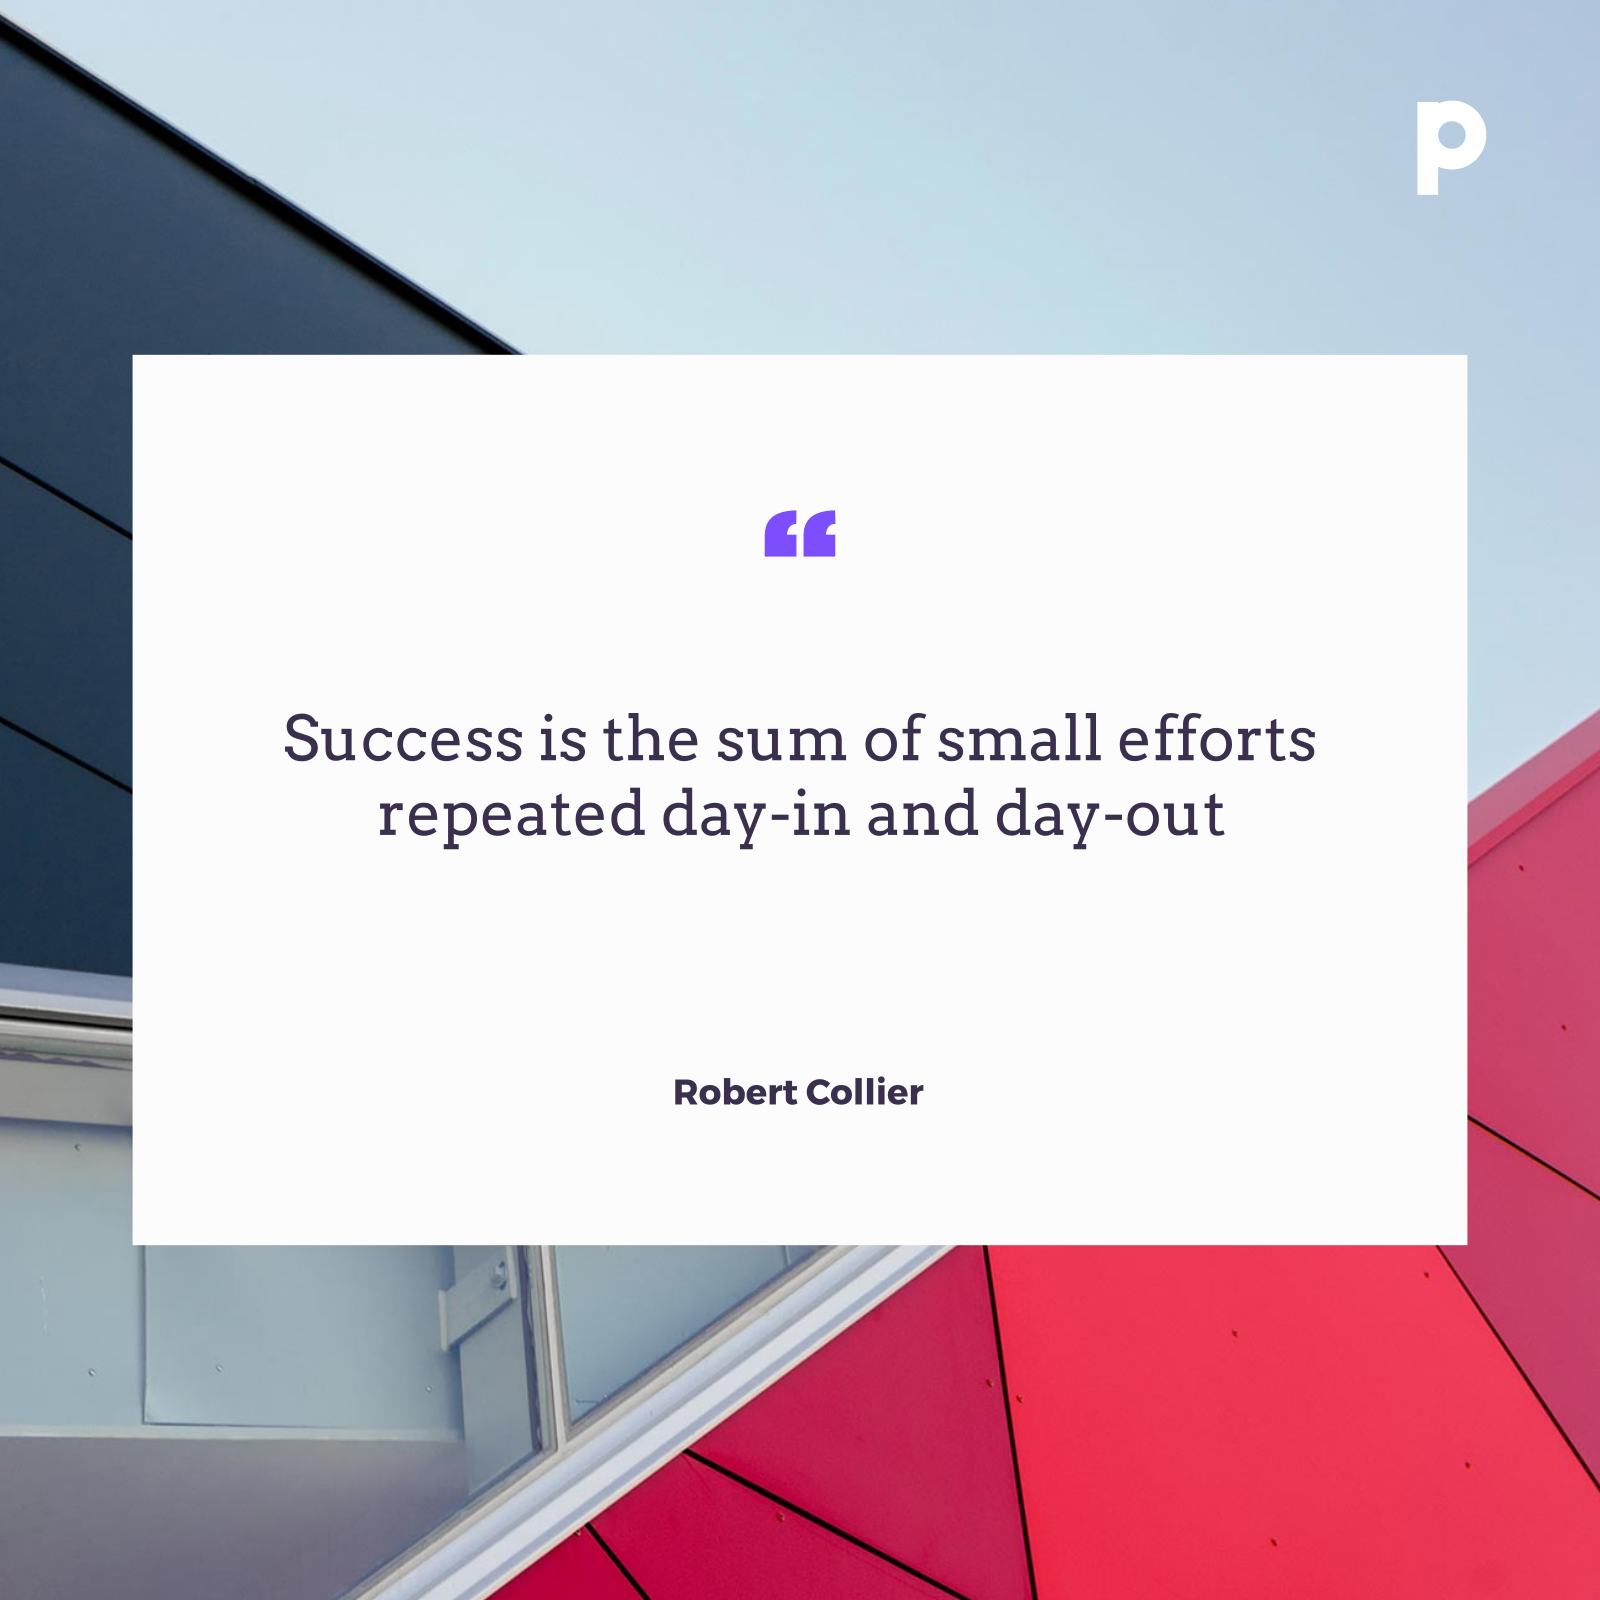 p
“
Success is the sum of small efforts
repeated day-in and day-out
Robert Collier